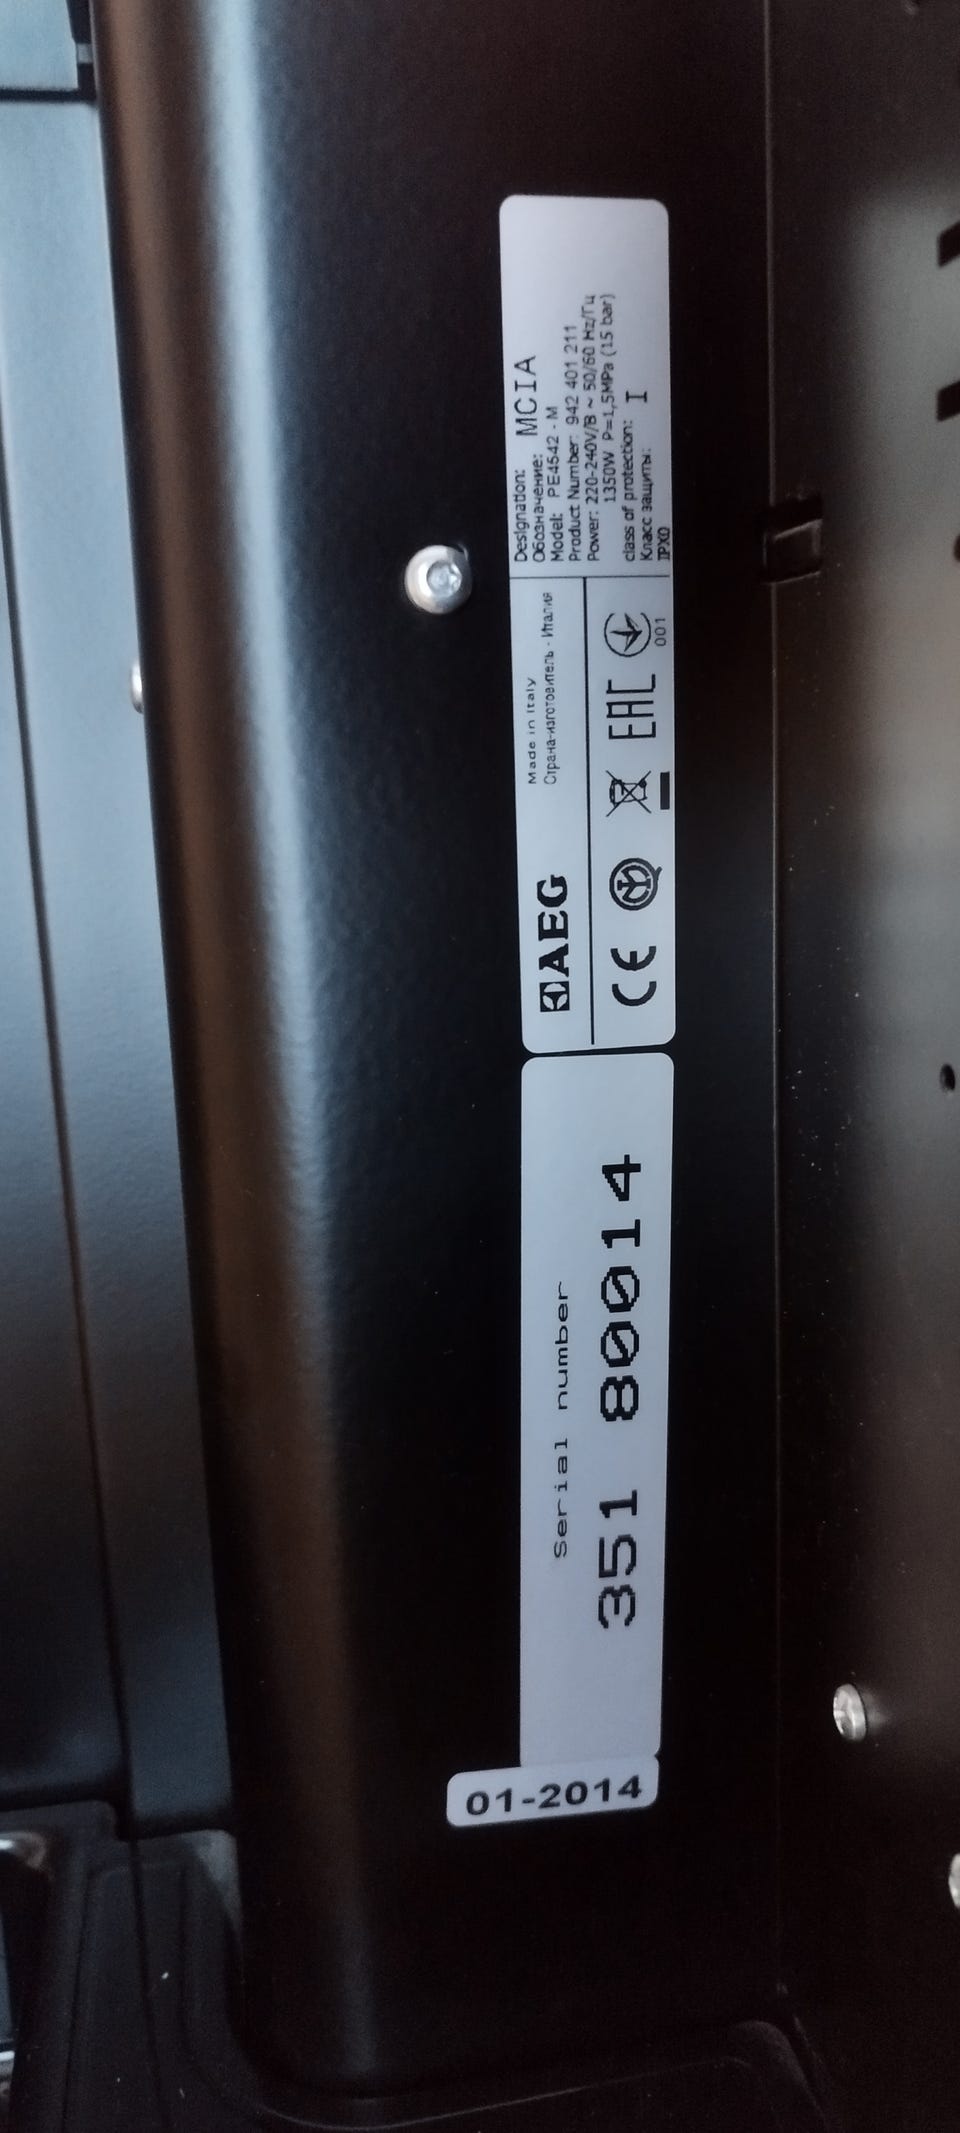 AEG
Made in Italy
Страна-изготовитель - Италия
CE
EAC
001
Designation: MCIA
Обозначение:
Model: PE4542 - M
Product Number: 942 401 211
Power: 220-240V/В ~ 50/60 Hz/Гц
1350W P=1,5MPa (15 bar)
class of protection: I
Класс защиты:
IPX0
Serial number
351 80014
01-2014